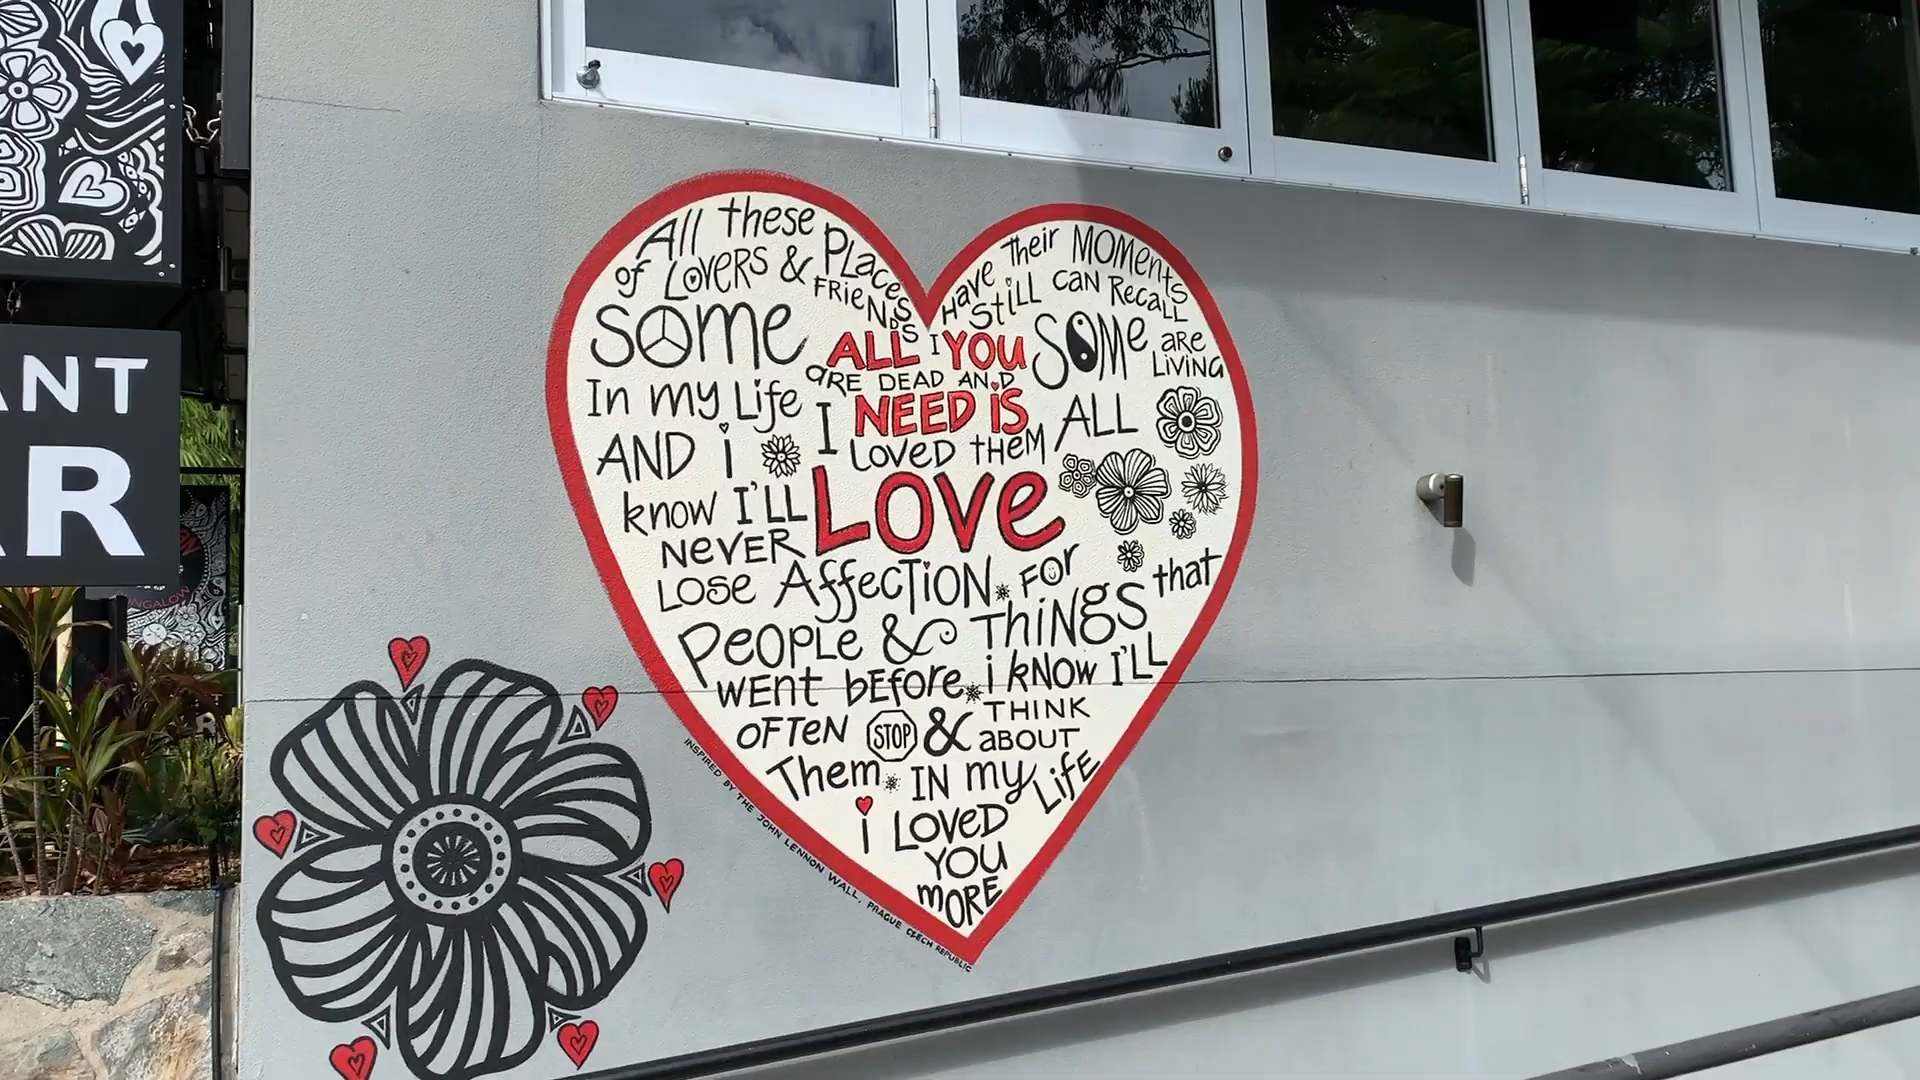 All these Places Have Their MOMents
of LOVERS & FRIENDS I STILL CAN RecaLL
SOMe ARE DEAD AND SOMe are LIVING
In my Life I LOVED THEM ALL
ALL YOU
NEED iS
LOVe
AND i know I'LL
NeVER
LOSE AffecTiON FOr
PEOPLE & THiNGS that
WEnt bEfore i kNOW I'LL
OFTEN STOP & THINK
ABOUT
Them IN my LifE
i LOVED
YOU
MORE
INSPIRED BY THE JOHN LENNON WALL, PRAGUE CZECH REPUBLIC
ANT
AR